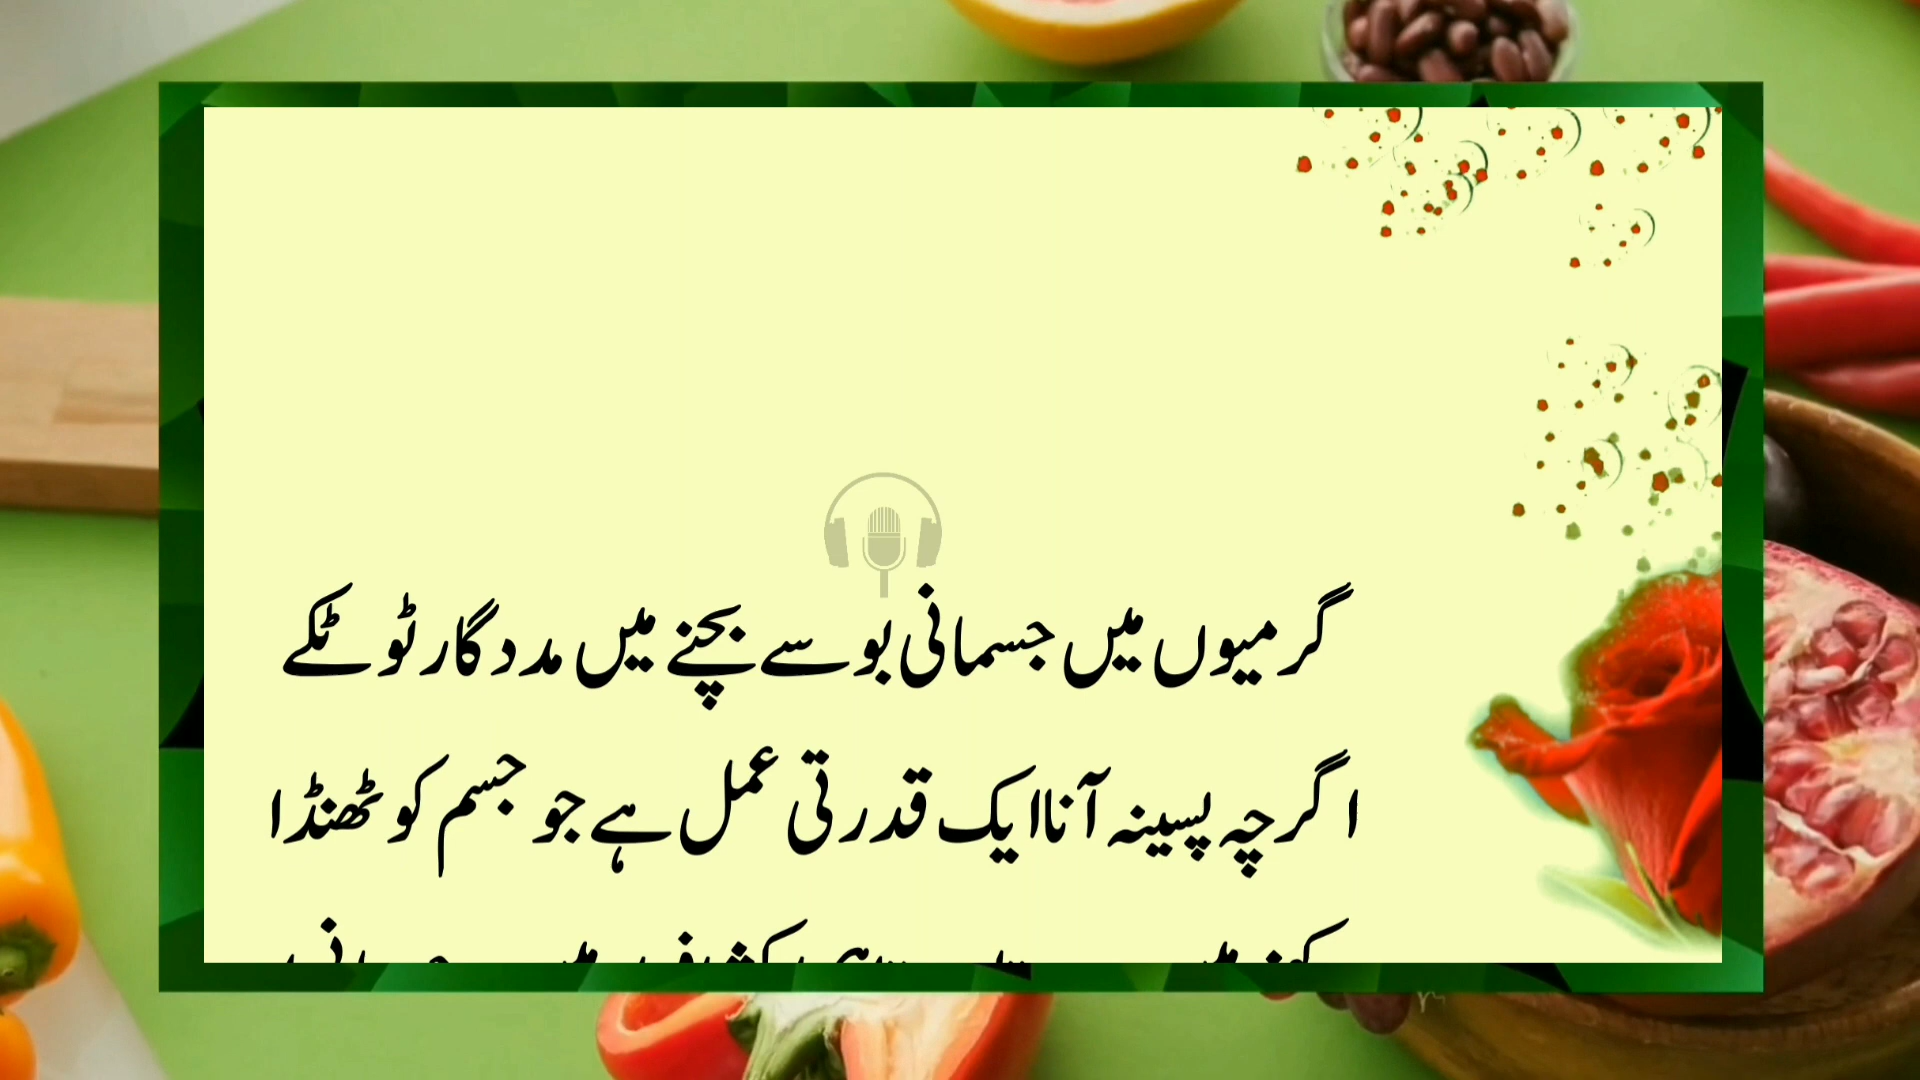 گرمیوں میں جسمانی بو سے بچنے میں مددگار ٹوٹکے
اگرچہ پسینہ آنا ایک قدرتی عمل ہے جو جسم کو ٹھنڈا